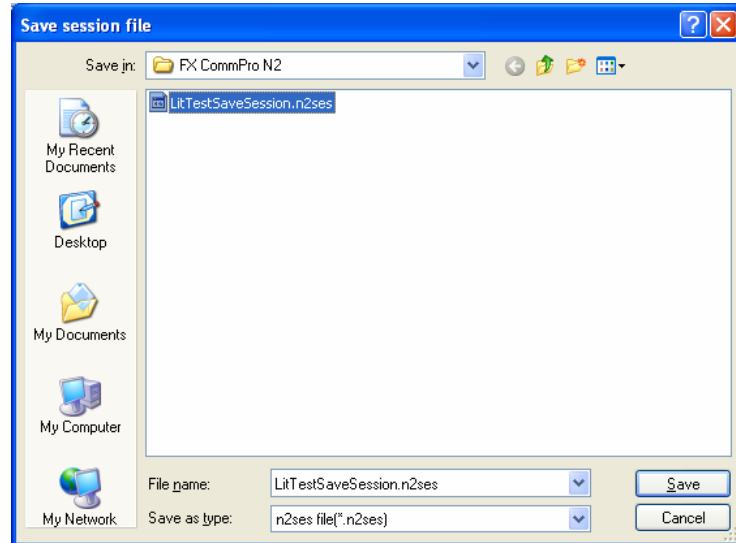 Save session file
Save in: FX CommPro N2
LitTestSaveSession.n2ses
My Recent
Documents
Desktop
My Documents
My Computer
My Network
File name: LitTestSaveSession.n2ses Save
Save as type: n2ses file(*.n2ses) Cancel